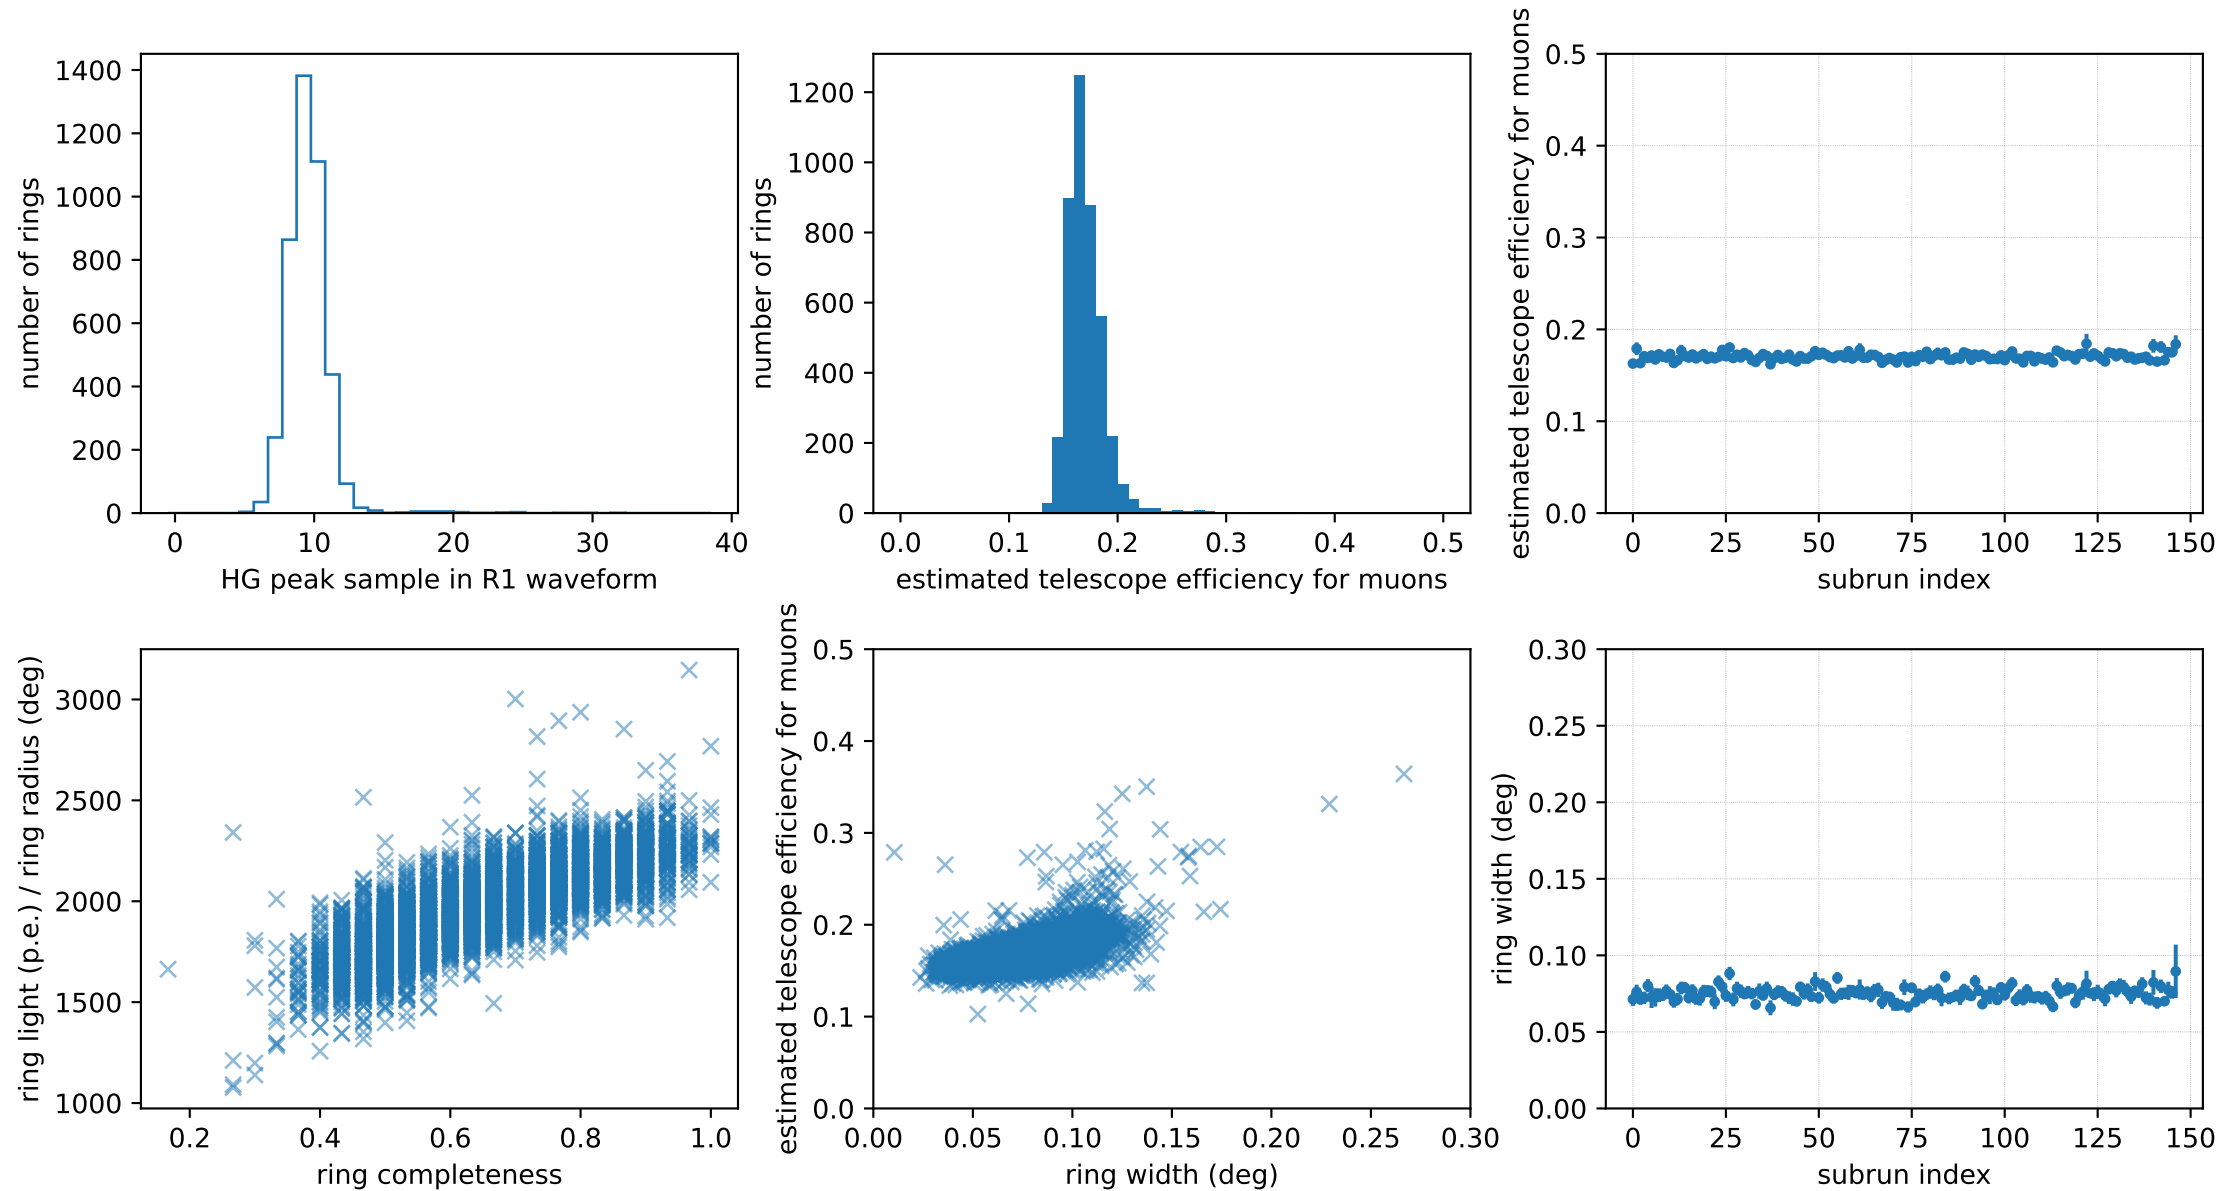 number of rings
1400
1200
1000
800
600
400
200
0
0 10 20 30 40
HG peak sample in R1 waveform
number of rings
1200
1000
800
600
400
200
0
0.0 0.1 0.2 0.3 0.4 0.5
estimated telescope efficiency for muons
estimated telescope efficiency for muons
0.5
0.4
0.3
0.2
0.1
0.0
0 25 50 75 100 125 150
subrun index
ring light (p.e.) / ring radius (deg)
3000
2500
2000
1500
1000
0.2 0.4 0.6 0.8 1.0
ring completeness
estimated telescope efficiency for muons
0.5
0.4
0.3
0.2
0.1
0.0
0.00 0.05 0.10 0.15 0.20 0.25 0.30
ring width (deg)
ring width (deg)
0.30
0.25
0.20
0.15
0.10
0.05
0.00
0 25 50 75 100 125 150
subrun index